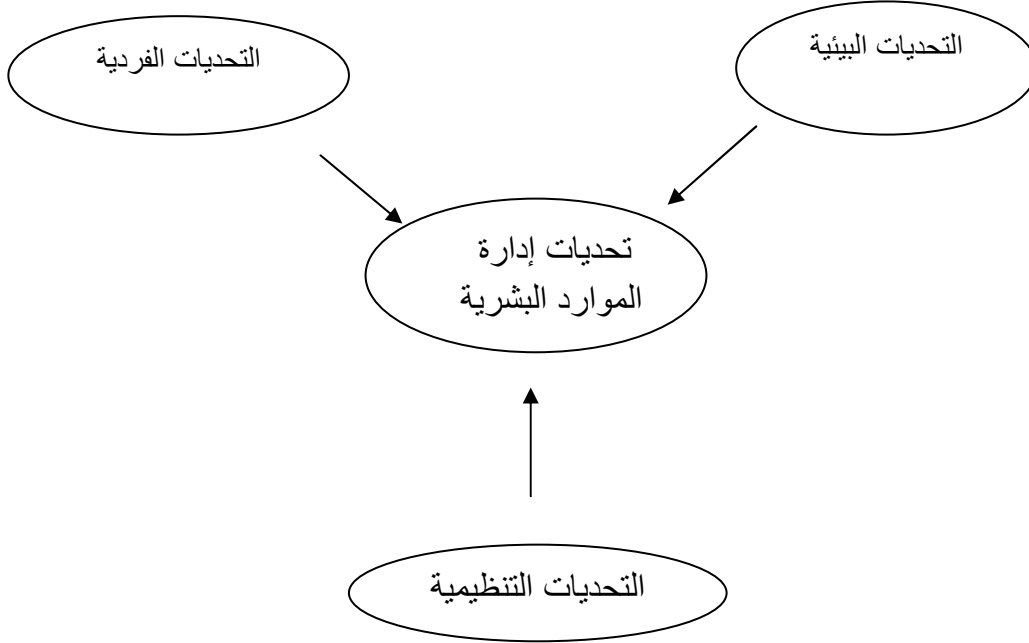 التحديات البيئية
التحديات الفردية
تحديات إدارة
الموارد البشرية
التحديات التنظيمية